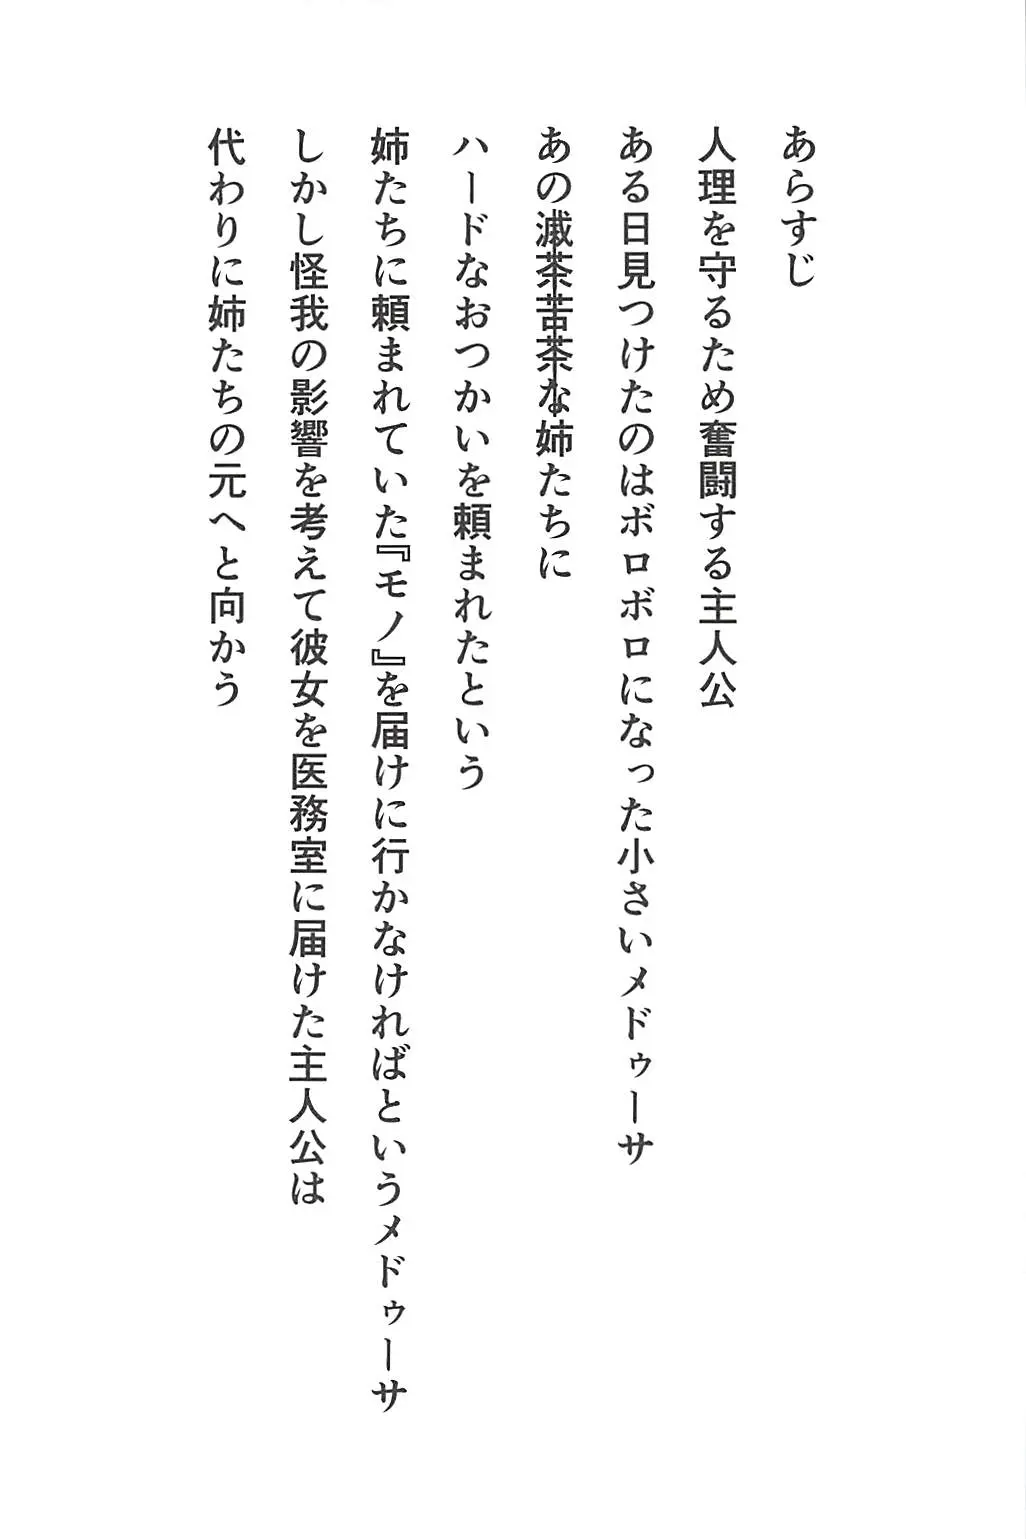 あらすじ
人理を守るため奮闘する主人公
ある日見つけたのはボロボロになった小さいメドゥーサ
あの滅茶苦茶な姉たちに
ハードなおつかいを頼まれたという
姉たちに頼まれていた『モノ』を届けに行かなければというメドゥーサ
しかし怪我の影響を考えて彼女を医務室に届けた主人公は
代わりに姉たちの元へと向かう